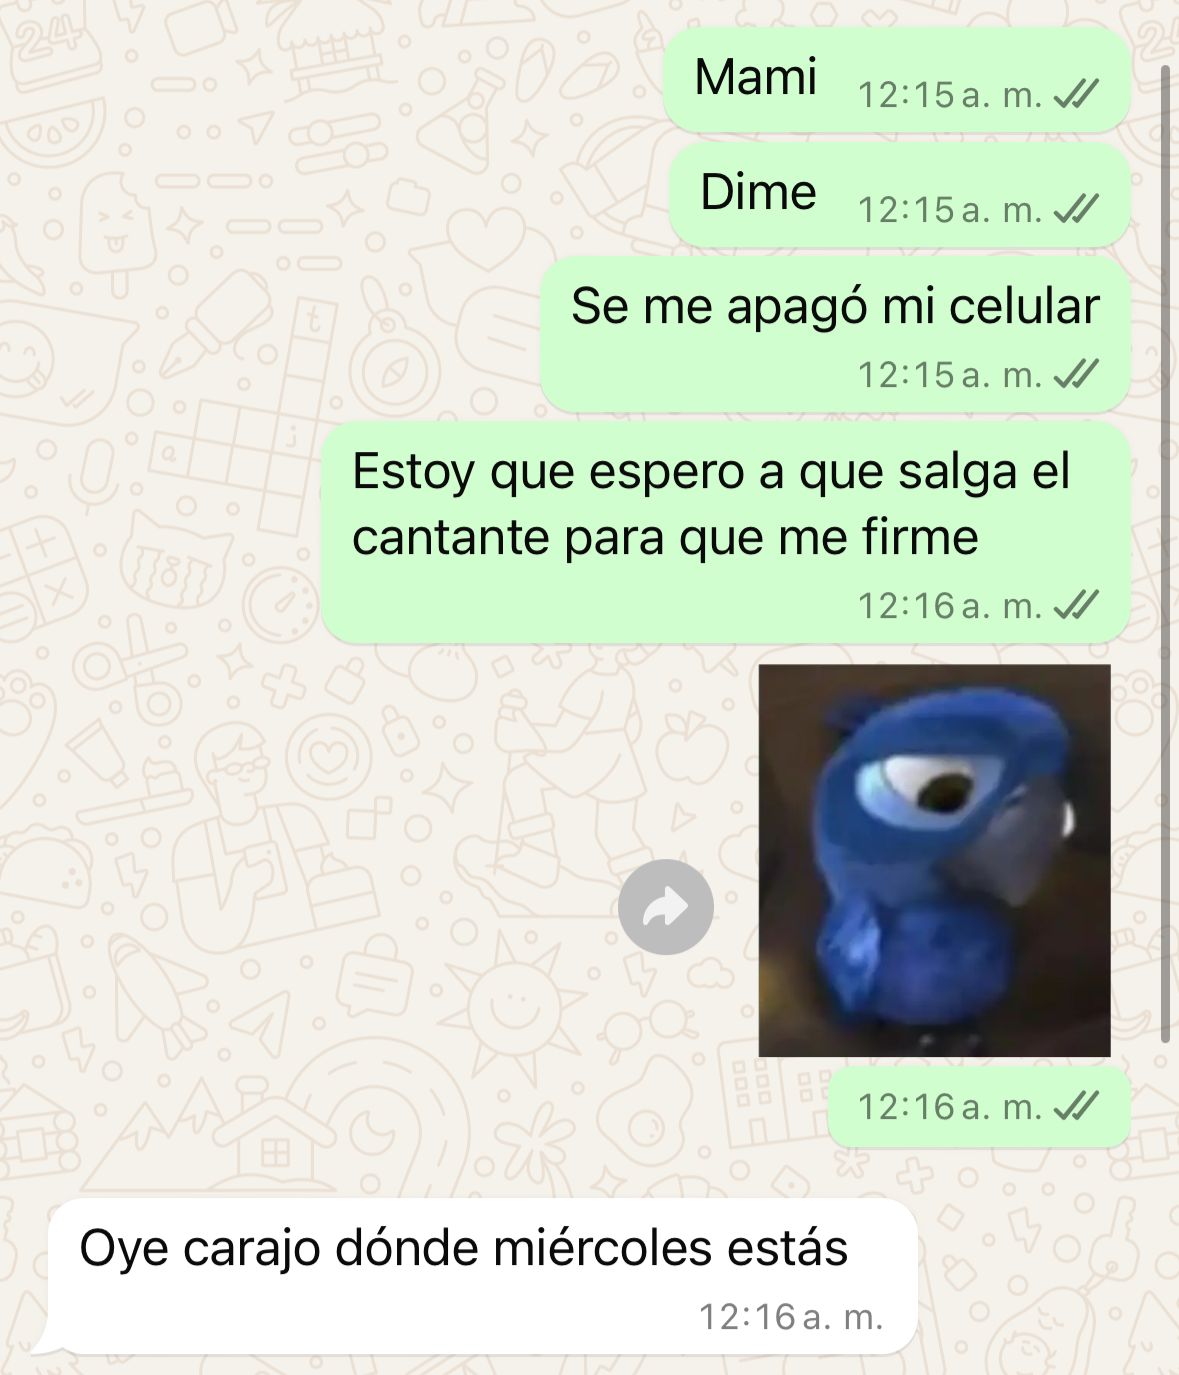 Mami
12:15 a. m.
Dime
12:15 a. m.
Se me apagó mi celular
12:15 a. m.
Estoy que espero a que salga el
cantante para que me firme
12:16 a. m.
12:16 a. m.
Oye carajo dónde miércoles estás
12:16 a. m.